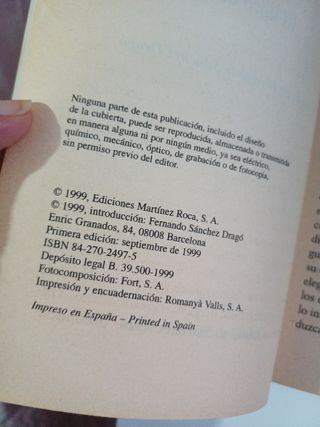 Ninguna parte de esta publicación, incluido el diseño
de la cubierta, puede ser reproducida, almacenada o transmitida
en manera alguna ni por ningún medio, ya sea eléctrico,
químico, mecánico, óptico, de grabación o de fotocopia,
sin permiso previo del editor.
© 1999, Ediciones Martínez Roca, S. A.
© 1999, introducción: Fernando Sánchez Dragó
Enric Granados, 84, 08008 Barcelona
Primera edición: septiembre de 1999
ISBN 84-270-2497-5
Depósito legal B. 39.500-1999
Fotocomposición: Fort, S. A.
Impresión y encuadernación: Romanyà Valls, S. A.
Impreso en España – Printed in Spain